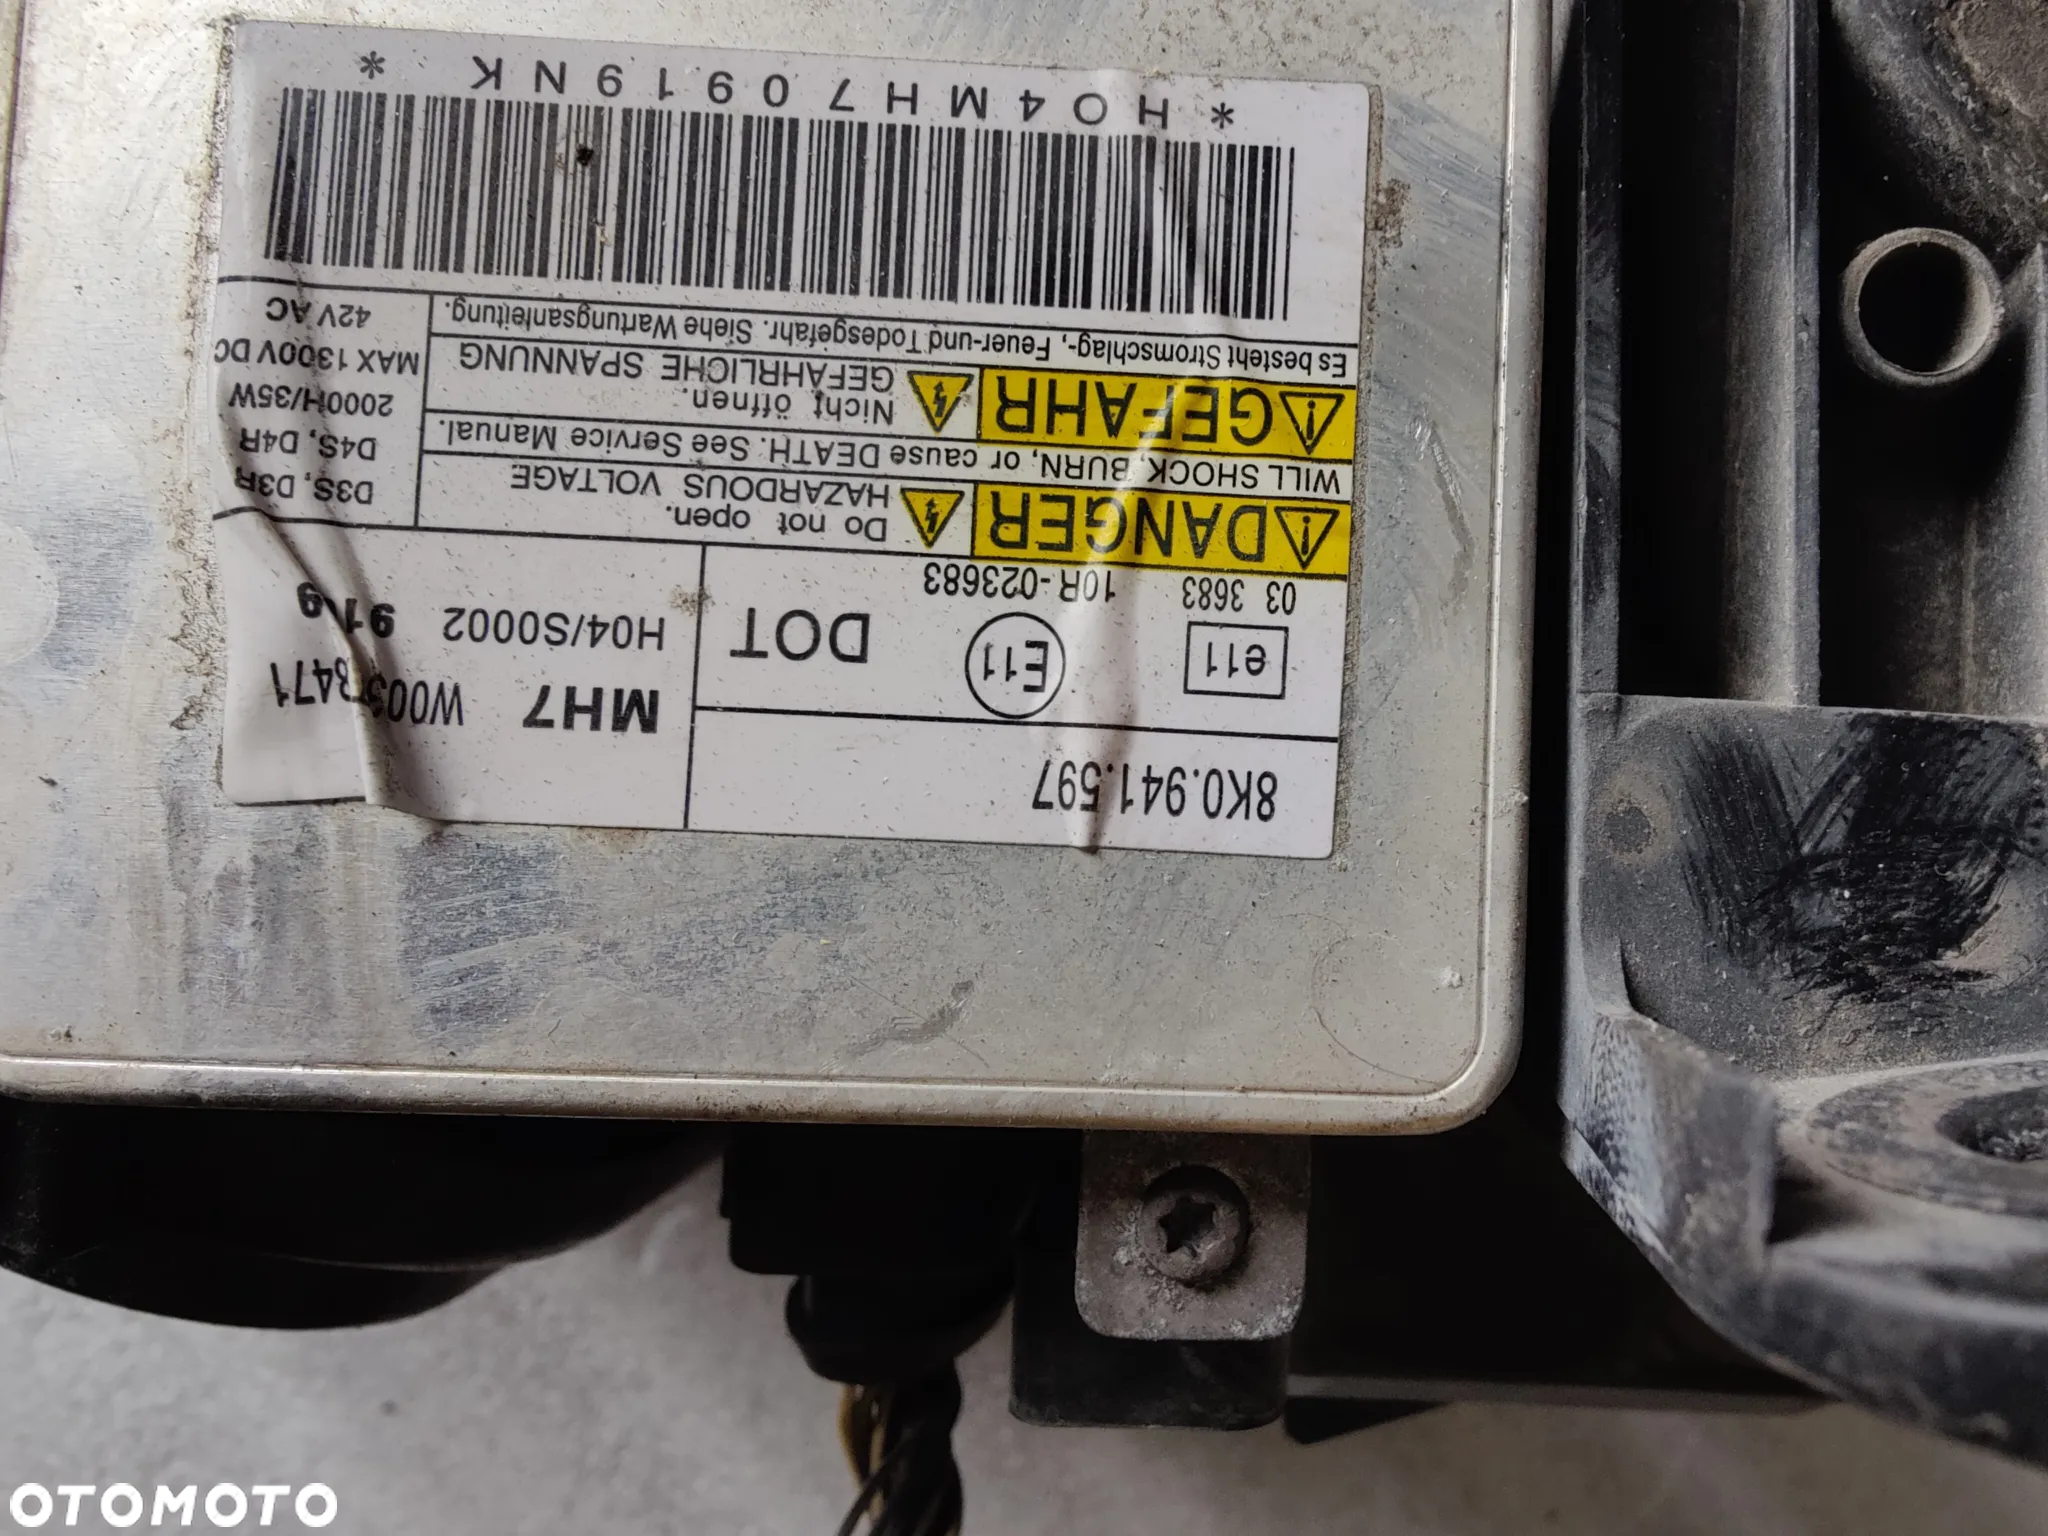 8K0.941.597
e11
E11
DOT
03 3683
10R-023683
MH7
H04/S0002
919
DANGER
Do not open.
HAZARDOUS VOLTAGE
WILL SHOCK, BURN, or cause DEATH. See Service Manual.
GEFAHR
Nicht öffnen.
GEFÄHRLICHE SPANNUNG
Es besteht Stromschlag-, Feuer-und Todesgefahr. Siehe Wartungsanleitung.
D3S, D3R
D4S, D4R
2000H/35W
MAX 1300V DC
42V AC
*HO4MH70919NK *
OTOMOTO